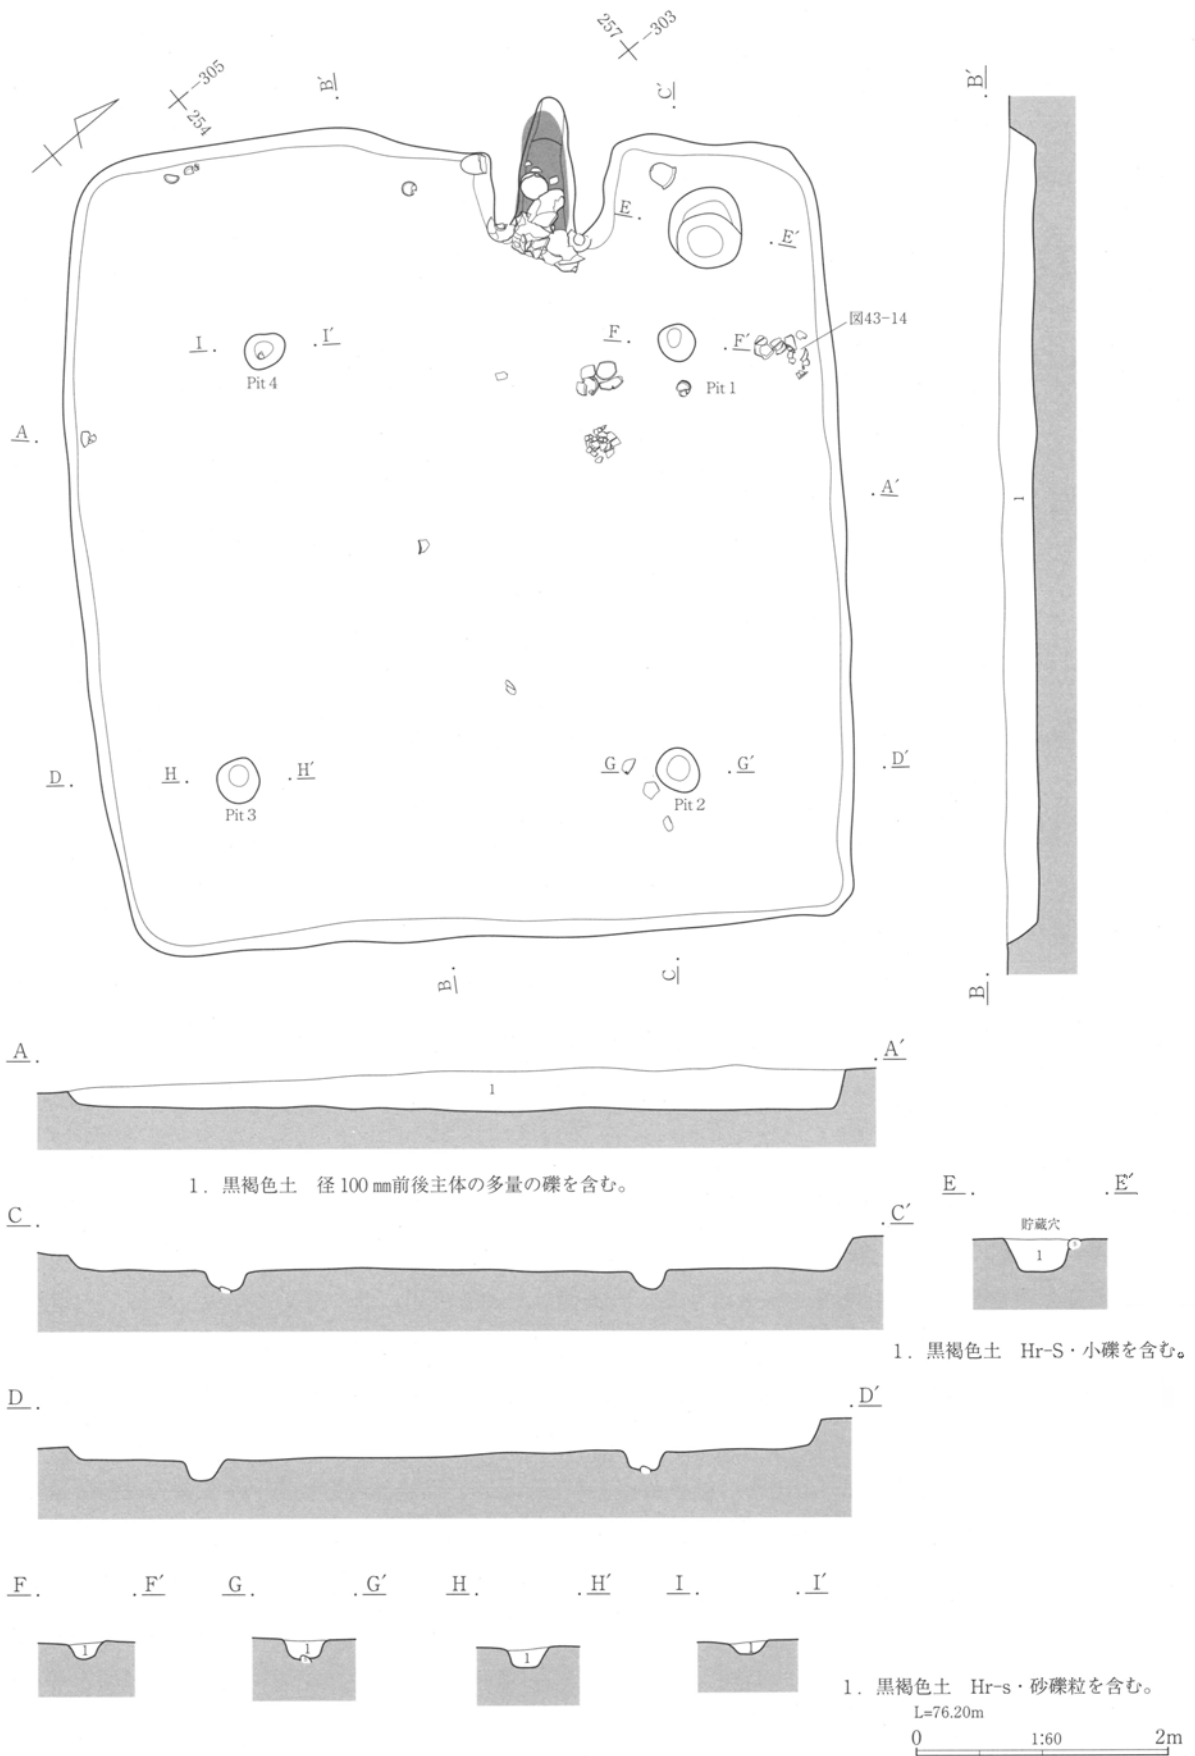 257 -303
-305
254
B′
C′
B′
E
E′
図43-14
I
I′
F
F′
Pit 4
Pit 1
A
A′
1
D
H
H′
G
G′
D′
Pit 3
Pit 2
B
C
B
A
A′
1
1. 黒褐色土 径100㎜前後主体の多量の礫を含む。
E
E′
C
C′
貯蔵穴
1
1. 黒褐色土 Hr-S・小礫を含む。
D
D′
F
F′
G
G′
H
H′
I
I′
1
1
1
1
1. 黒褐色土 Hr-s・砂礫粒を含む。
L=76.20m
0 1:60 2m